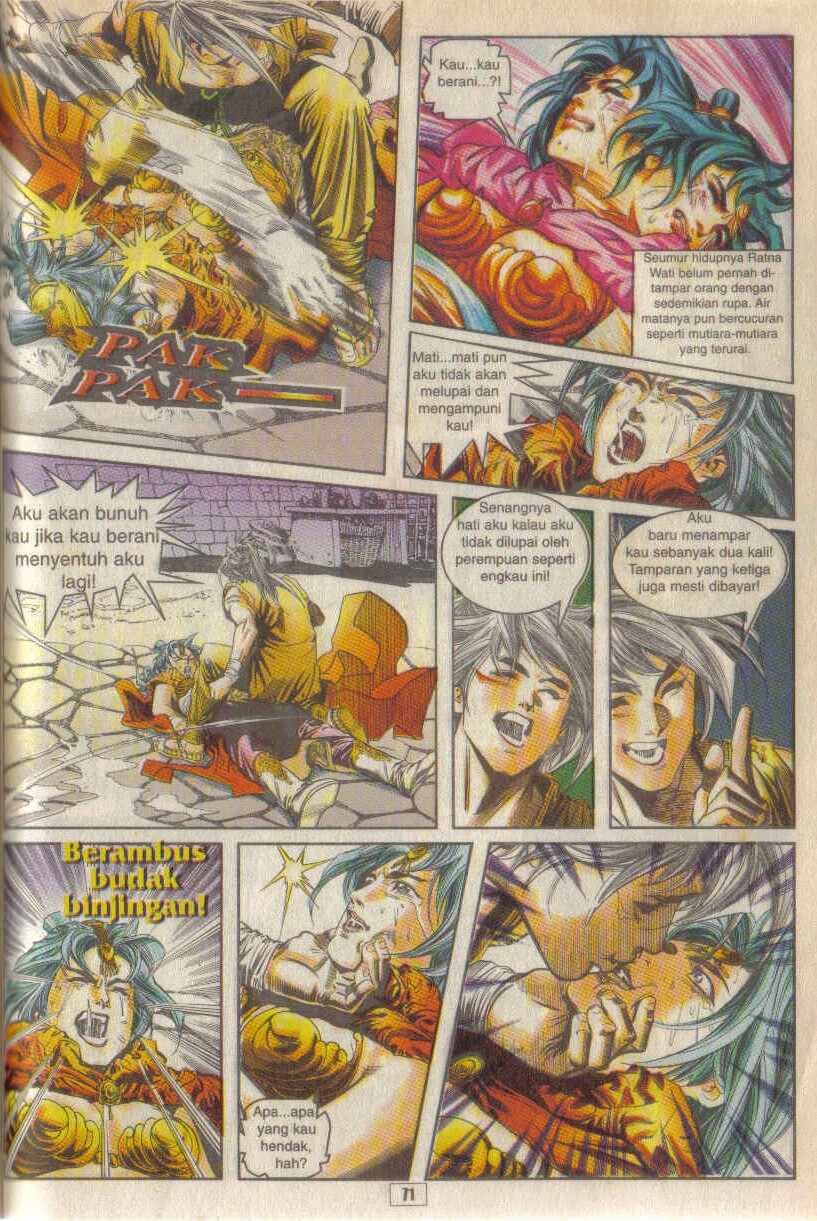 PAK
PAK
Kau...kau
berani...?!
Seumur hidupnya Ratna
Wati belum pernah di-
tampar orang dengan
sedemikian rupa. Air
matanya pun bercucuran
seperti mutiara-mutiara
yang terurai.
Mati...mati pun
aku tidak akan
melupai dan
mengampuni
kau!
Aku akan bunuh
kau jika kau berani
menyentuh aku
lagi!
Senangnya
hati aku kalau aku
tidak dilupai oleh
perempuan seperti
engkau ini!
Aku
baru menampar
kau sebanyak dua kali!
Tamparan yang ketiga
juga mesti dibayar!
Berambus
budak
binjingan!
Apa...apa
yang kau
hendak,
hah?
71